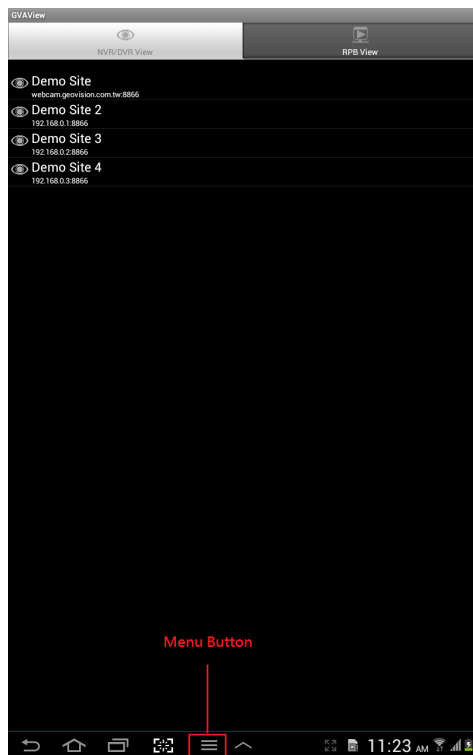 GVAView
NVR/DVR View
RPB View
Demo Site
webcam.geovision.com.tw:8866
Demo Site 2
192.168.0.1:8866
Demo Site 3
192.168.0.2:8866
Demo Site 4
192.168.0.3:8866
Menu Button
11:23 AM